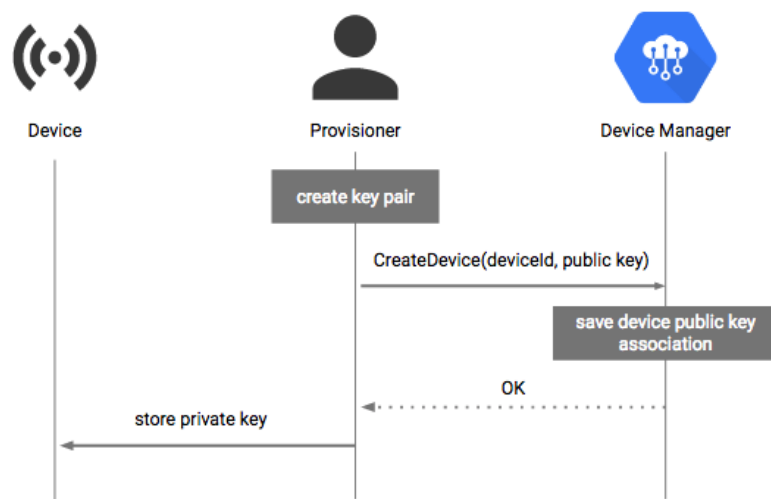 Device
Provisioner
Device Manager
create key pair
CreateDevice(deviceId, public key)
save device public key
association
OK
store private key